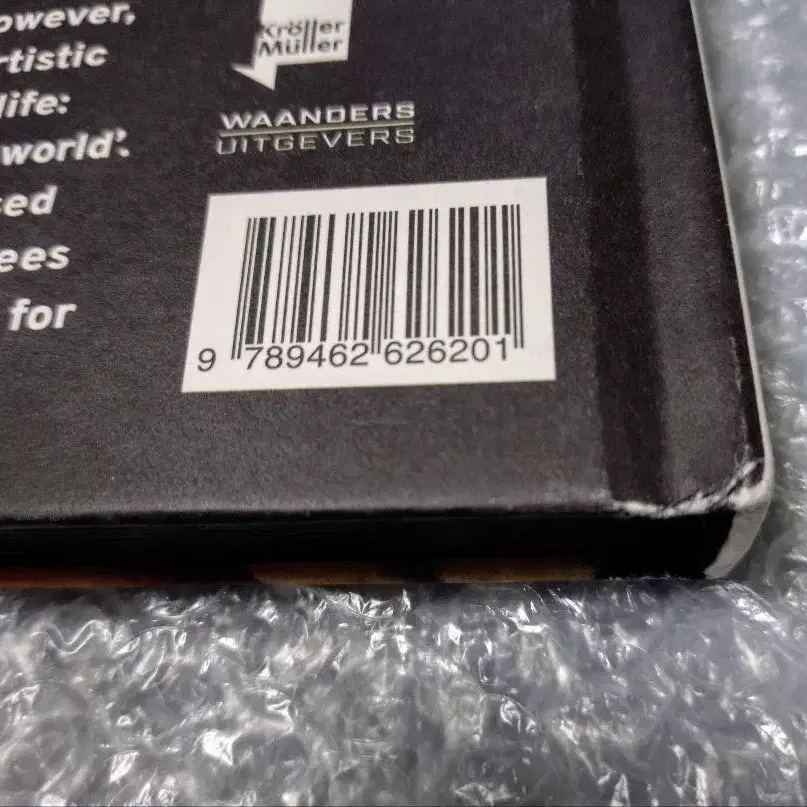 owever,
rtistic
life:
world'.
sed
ees
for
Kröller
Müller
WAANDERS
UITGEVERS
9 789462 626201